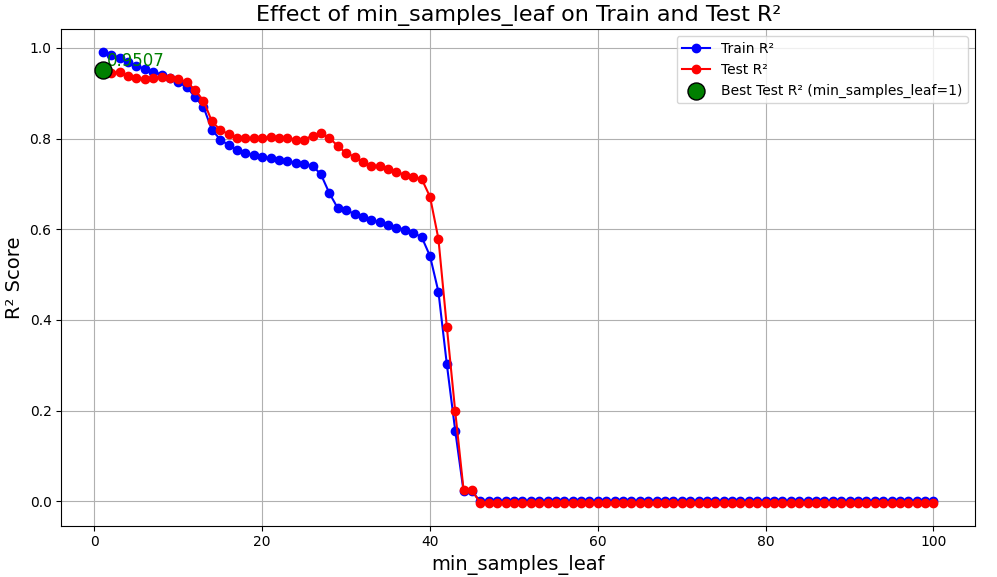 Effect of min_samples_leaf on Train and Test R²
R² Score
1.0
0.8
0.6
0.4
0.2
0.0
0.9507
Train R²
Test R²
Best Test R² (min_samples_leaf=1)
0 20 40 60 80 100
min_samples_leaf